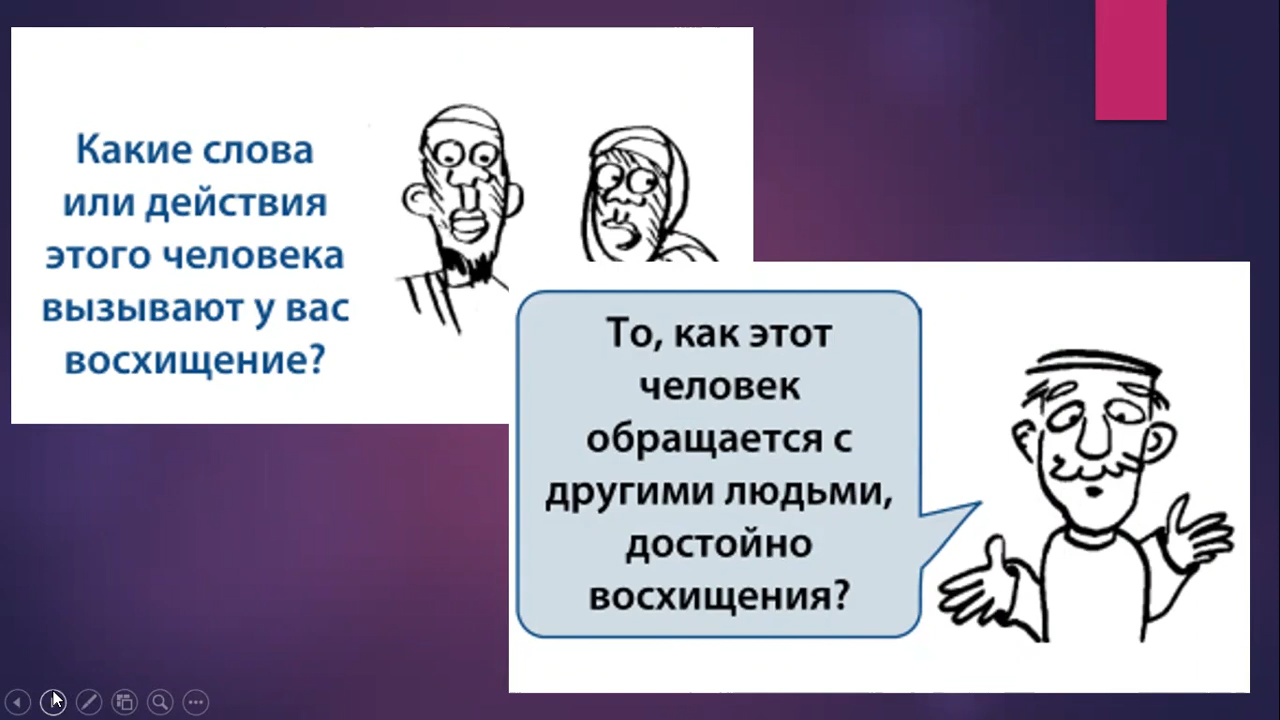 Какие слова
или действия
этого человека
вызывают у вас
восхищение?
То, как этот
человек
обращается с
другими людьми,
достойно
восхищения?